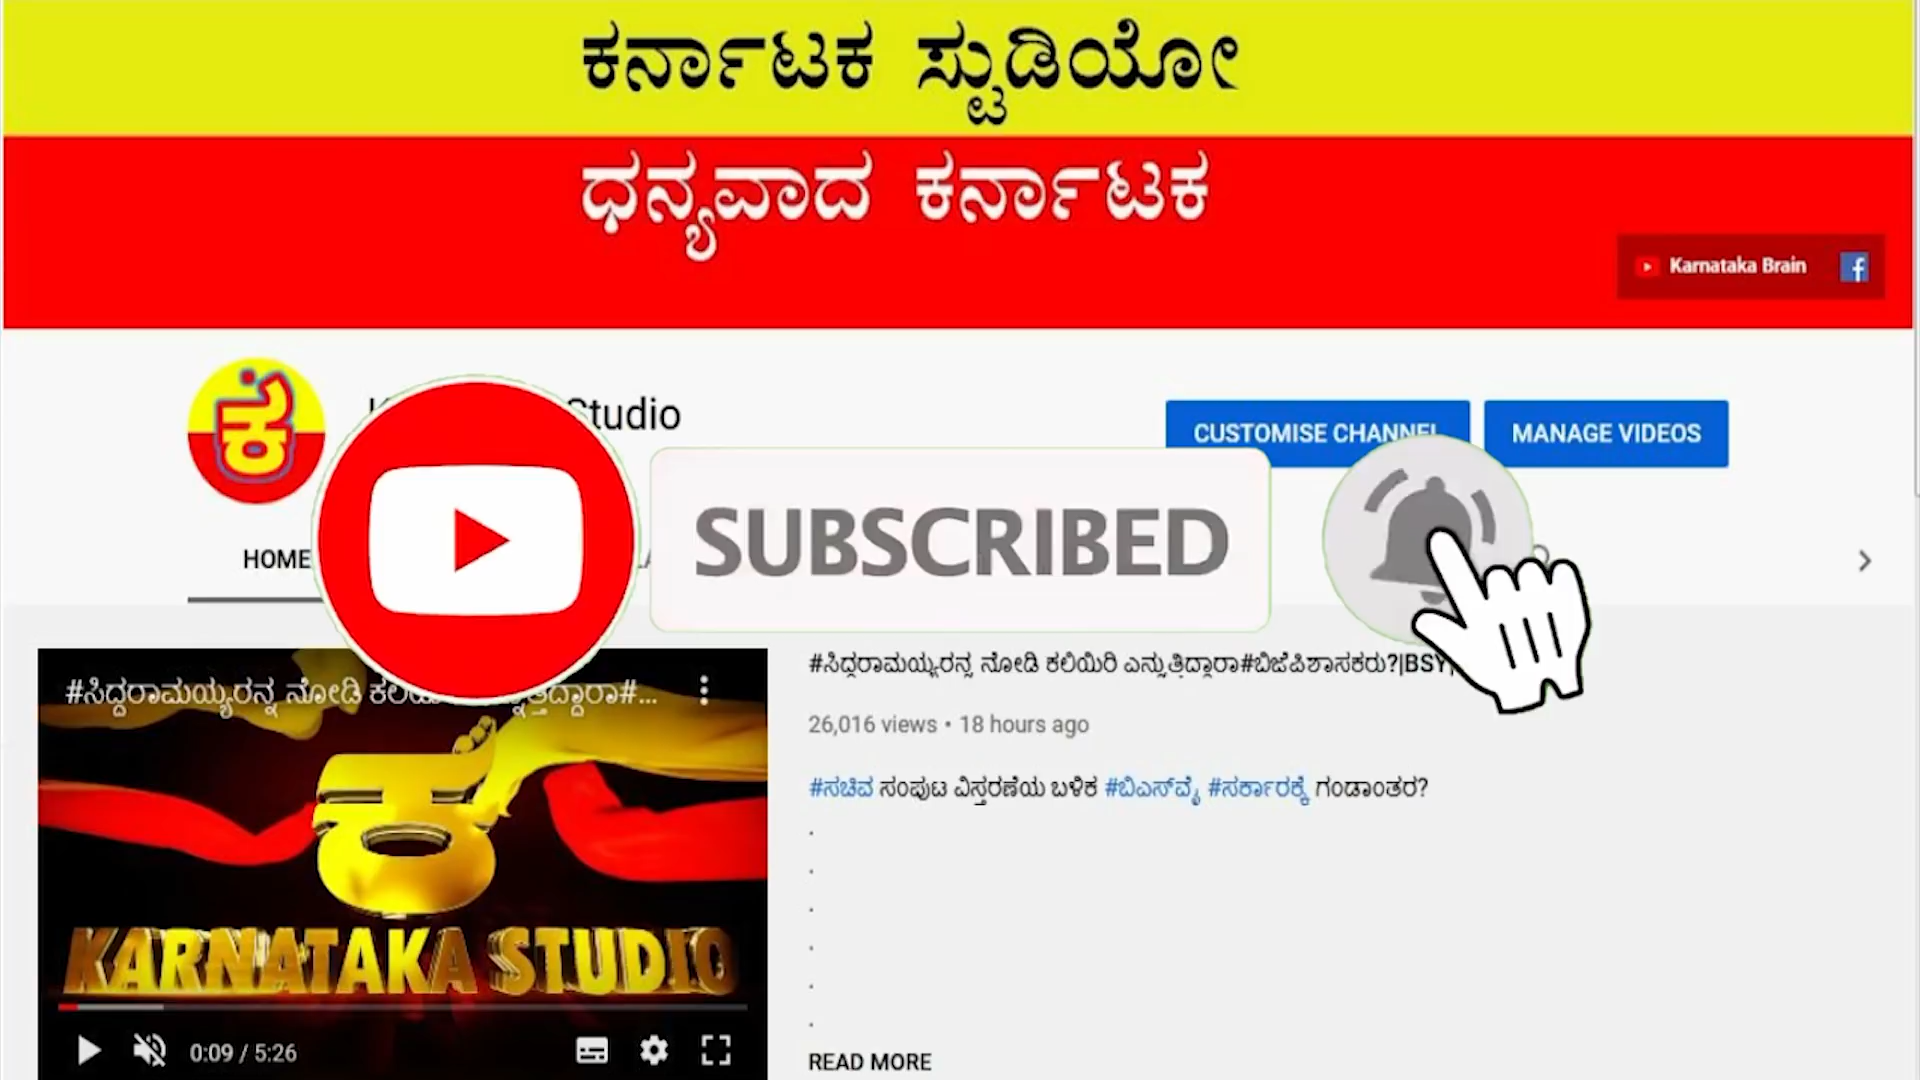 ಕರ್ನಾಟಕ ಸ್ಟುಡಿಯೋ
ಧನ್ಯವಾದ ಕರ್ನಾಟಕ
Karnataka Brain
Studio
CUSTOMISE CHANNEL
MANAGE VIDEOS
SUBSCRIBED
HOME
#ಸಿದ್ದರಾಮಯ್ಯರನ್ನ ನೋಡಿ ಕಲಿಯಿರಿ ಎನ್ನುತ್ತಿದ್ದಾರಾ#ಬಿಜೆಪಿಶಾಸಕರು?|BSY|
26,016 views • 18 hours ago
#ಸಚಿವ ಸಂಪುಟ ವಿಸ್ತರಣೆಯ ಬಳಿಕ #ಬಿಎಸ್‌ವೈ #ಸರ್ಕಾರಕ್ಕೆ ಗಂಡಾಂತರ?
.
.
.
.
.
.
READ MORE
#ಸಿದ್ದರಾಮಯ್ಯರನ್ನ ನೋಡಿ ಎನ್ನುತ್ತಿದ್ದಾರಾ#...
ಕ
KARNATAKA STUDIO
0:09 / 5:26